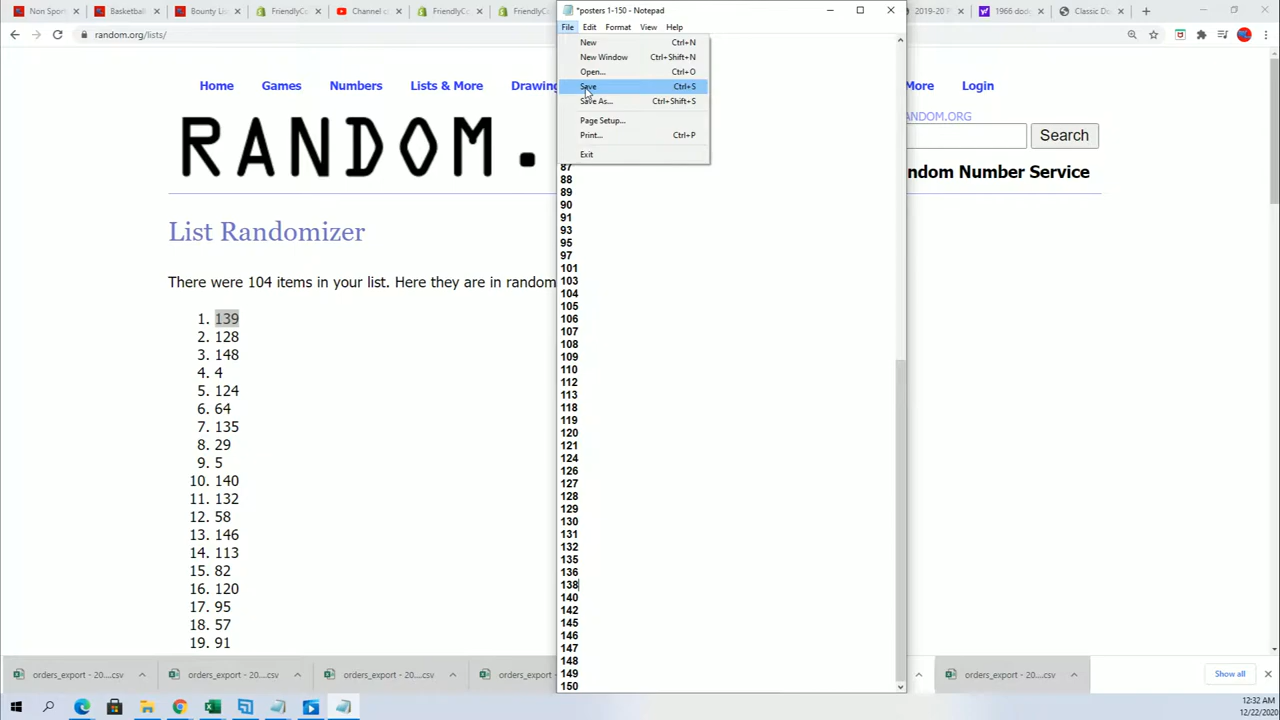 Non Spor
Basketbal
Bounty Lis
FriendlyCo
Channel c
FriendlyCo
FriendlyCo
*posters 1-150 - Notepad
2019-20
1966 dodg
Classic Du
random.org/lists/
File Edit Format View Help
New Ctrl+N
New Window Ctrl+Shift+N
Open... Ctrl+O
Save Ctrl+S
Save As... Ctrl+Shift+S
Page Setup...
Print... Ctrl+P
Exit
Home Games Numbers Lists & More Drawing
More Login
ANDOM.ORG
Search
RANDOM.
ndom Number Service
List Randomizer
There were 104 items in your list. Here they are in random
1. 139
2. 128
3. 148
4. 4
5. 124
6. 64
7. 135
8. 29
9. 5
10. 140
11. 132
12. 58
13. 146
14. 113
15. 82
16. 120
17. 95
18. 57
19. 91
87
88
89
90
91
93
95
97
101
103
104
105
106
107
108
109
110
112
113
118
119
120
121
124
126
127
128
129
130
131
132
135
136
138
140
142
145
146
147
148
149
150
orders_export - 20....csv
orders_export - 20....csv
orders_export - 20....csv
orders_export - 20
orders_export - 20....csv
Show all
12:32 AM
12/22/2020